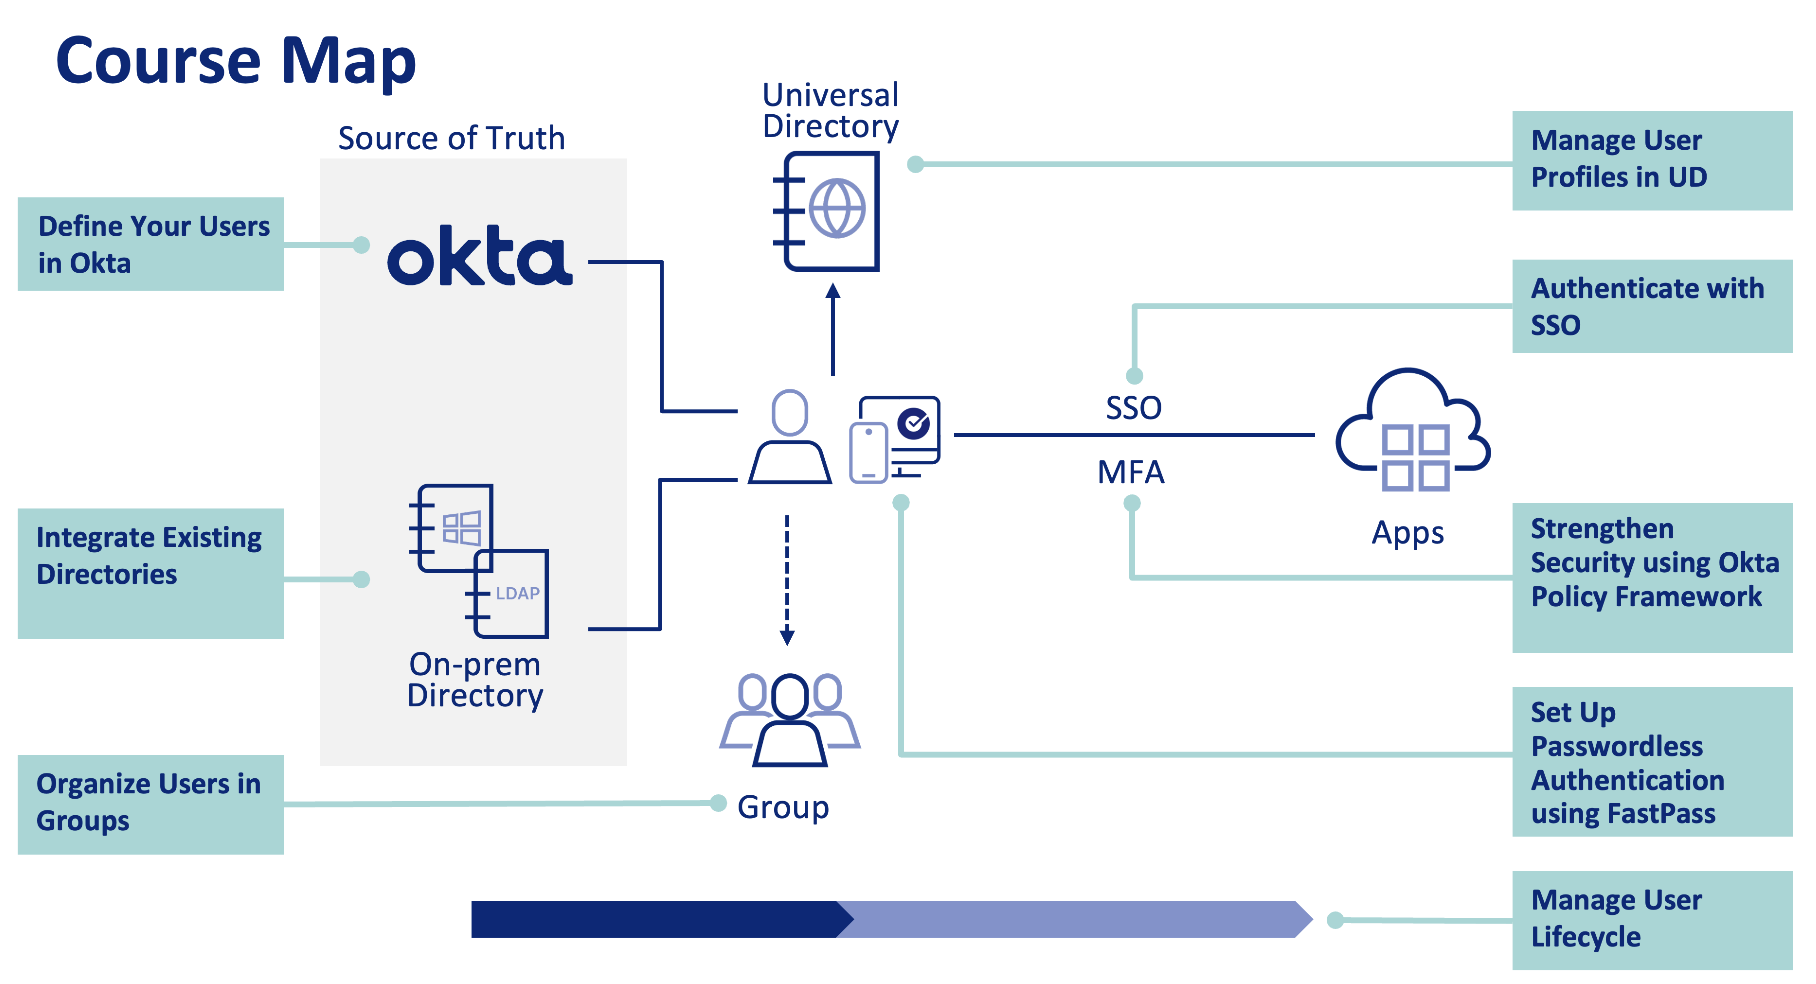 Course Map
Source of Truth
Define Your Users
in Okta
okta
Integrate Existing
Directories
LDAP
On-prem
Directory
Organize Users in
Groups
Universal
Directory
Group
SSO
MFA
Apps
Manage User
Profiles in UD
Authenticate with
SSO
Strengthen
Security using Okta
Policy Framework
Set Up
Passwordless
Authentication
using FastPass
Manage User
Lifecycle